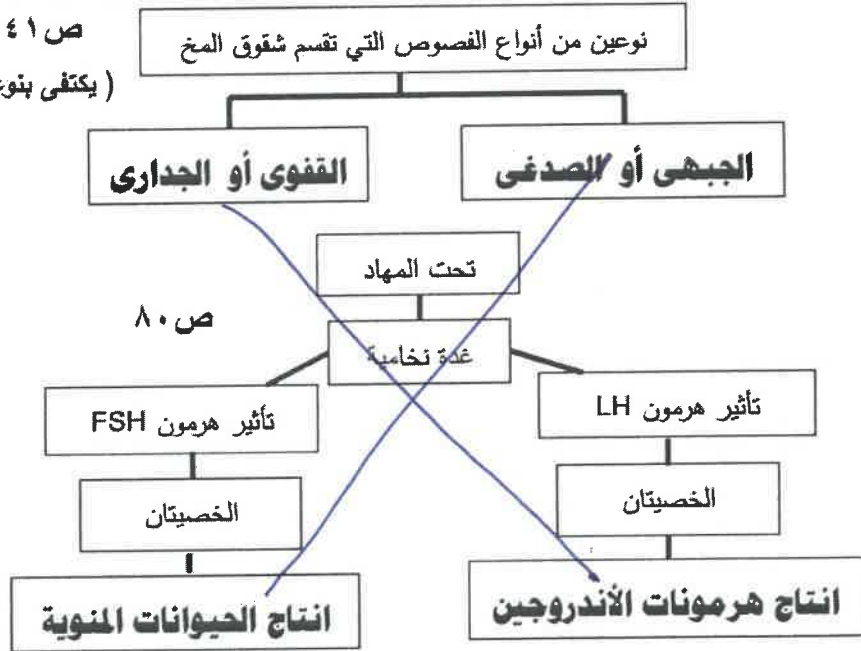 ص ٤١
نوعين من أنواع الفصوص التي تقسم شقوق المخ
( يكتفى بنوع
الجبهى أو الصدغى
القفوى أو الجدارى
تحت المهاد
ص ٨٠
غدة نخامية
تأثير هرمون LH
تأثير هرمون FSH
الخصيتان
الخصيتان
انتاج هرمونات الأندروجين
انتاج الحيوانات المنوية